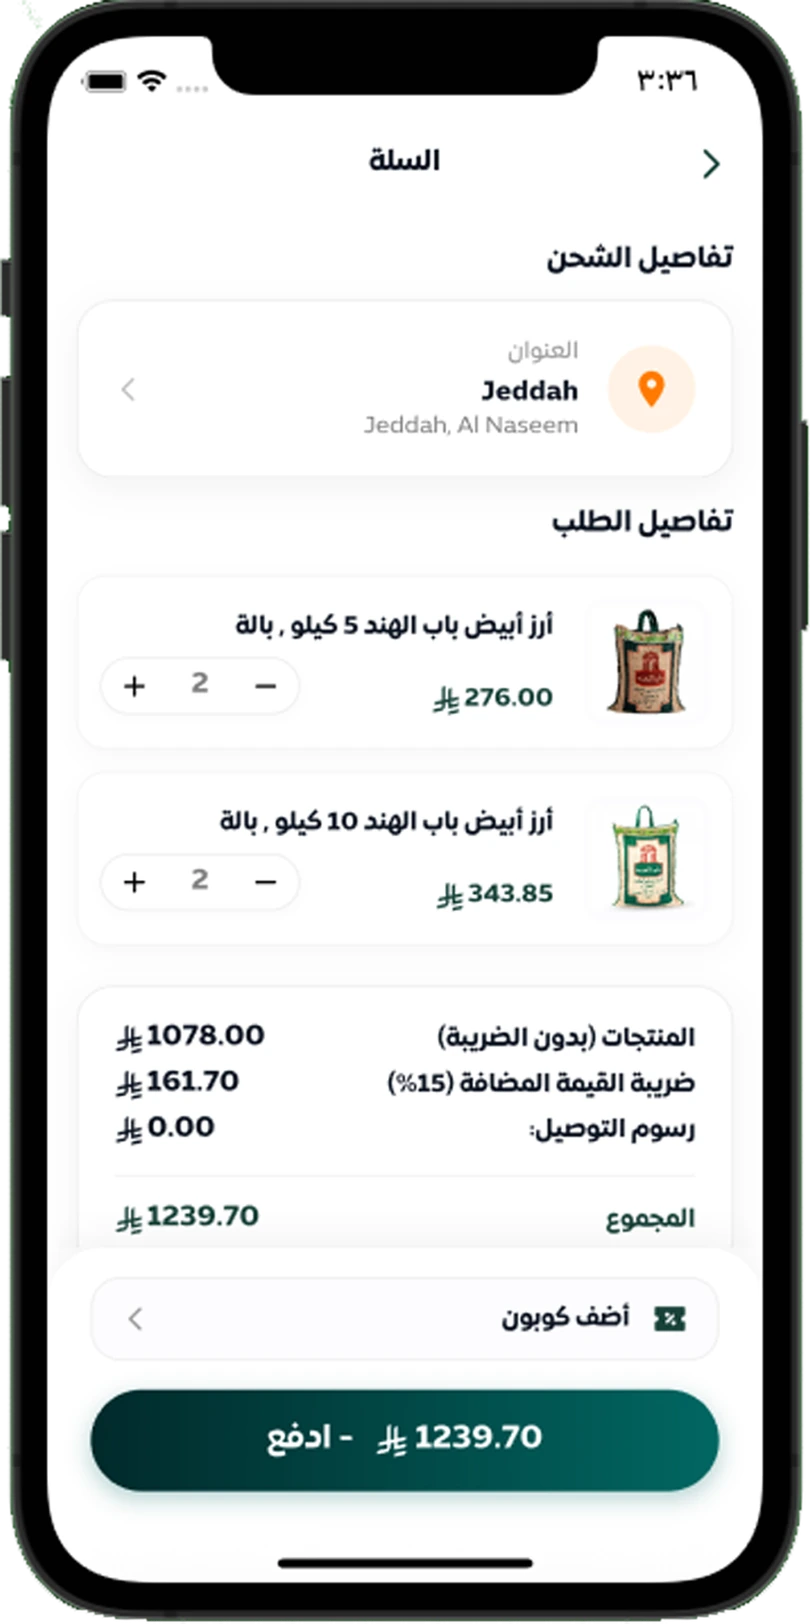 ٣:٣٦
السلة
تفاصيل الشحن
العنوان
Jeddah
Jeddah, Al Naseem
تفاصيل الطلب
أرز أبيض باب الهند 5 كيلو , بالة
276.00
− 2 +
أرز أبيض باب الهند 10 كيلو , بالة
343.85
− 2 +
المنتجات (بدون الضريبة) 1078.00
ضريبة القيمة المضافة (15%) 161.70
رسوم التوصيل: 0.00
المجموع 1239.70
أضف كوبون
1239.70 - ادفع